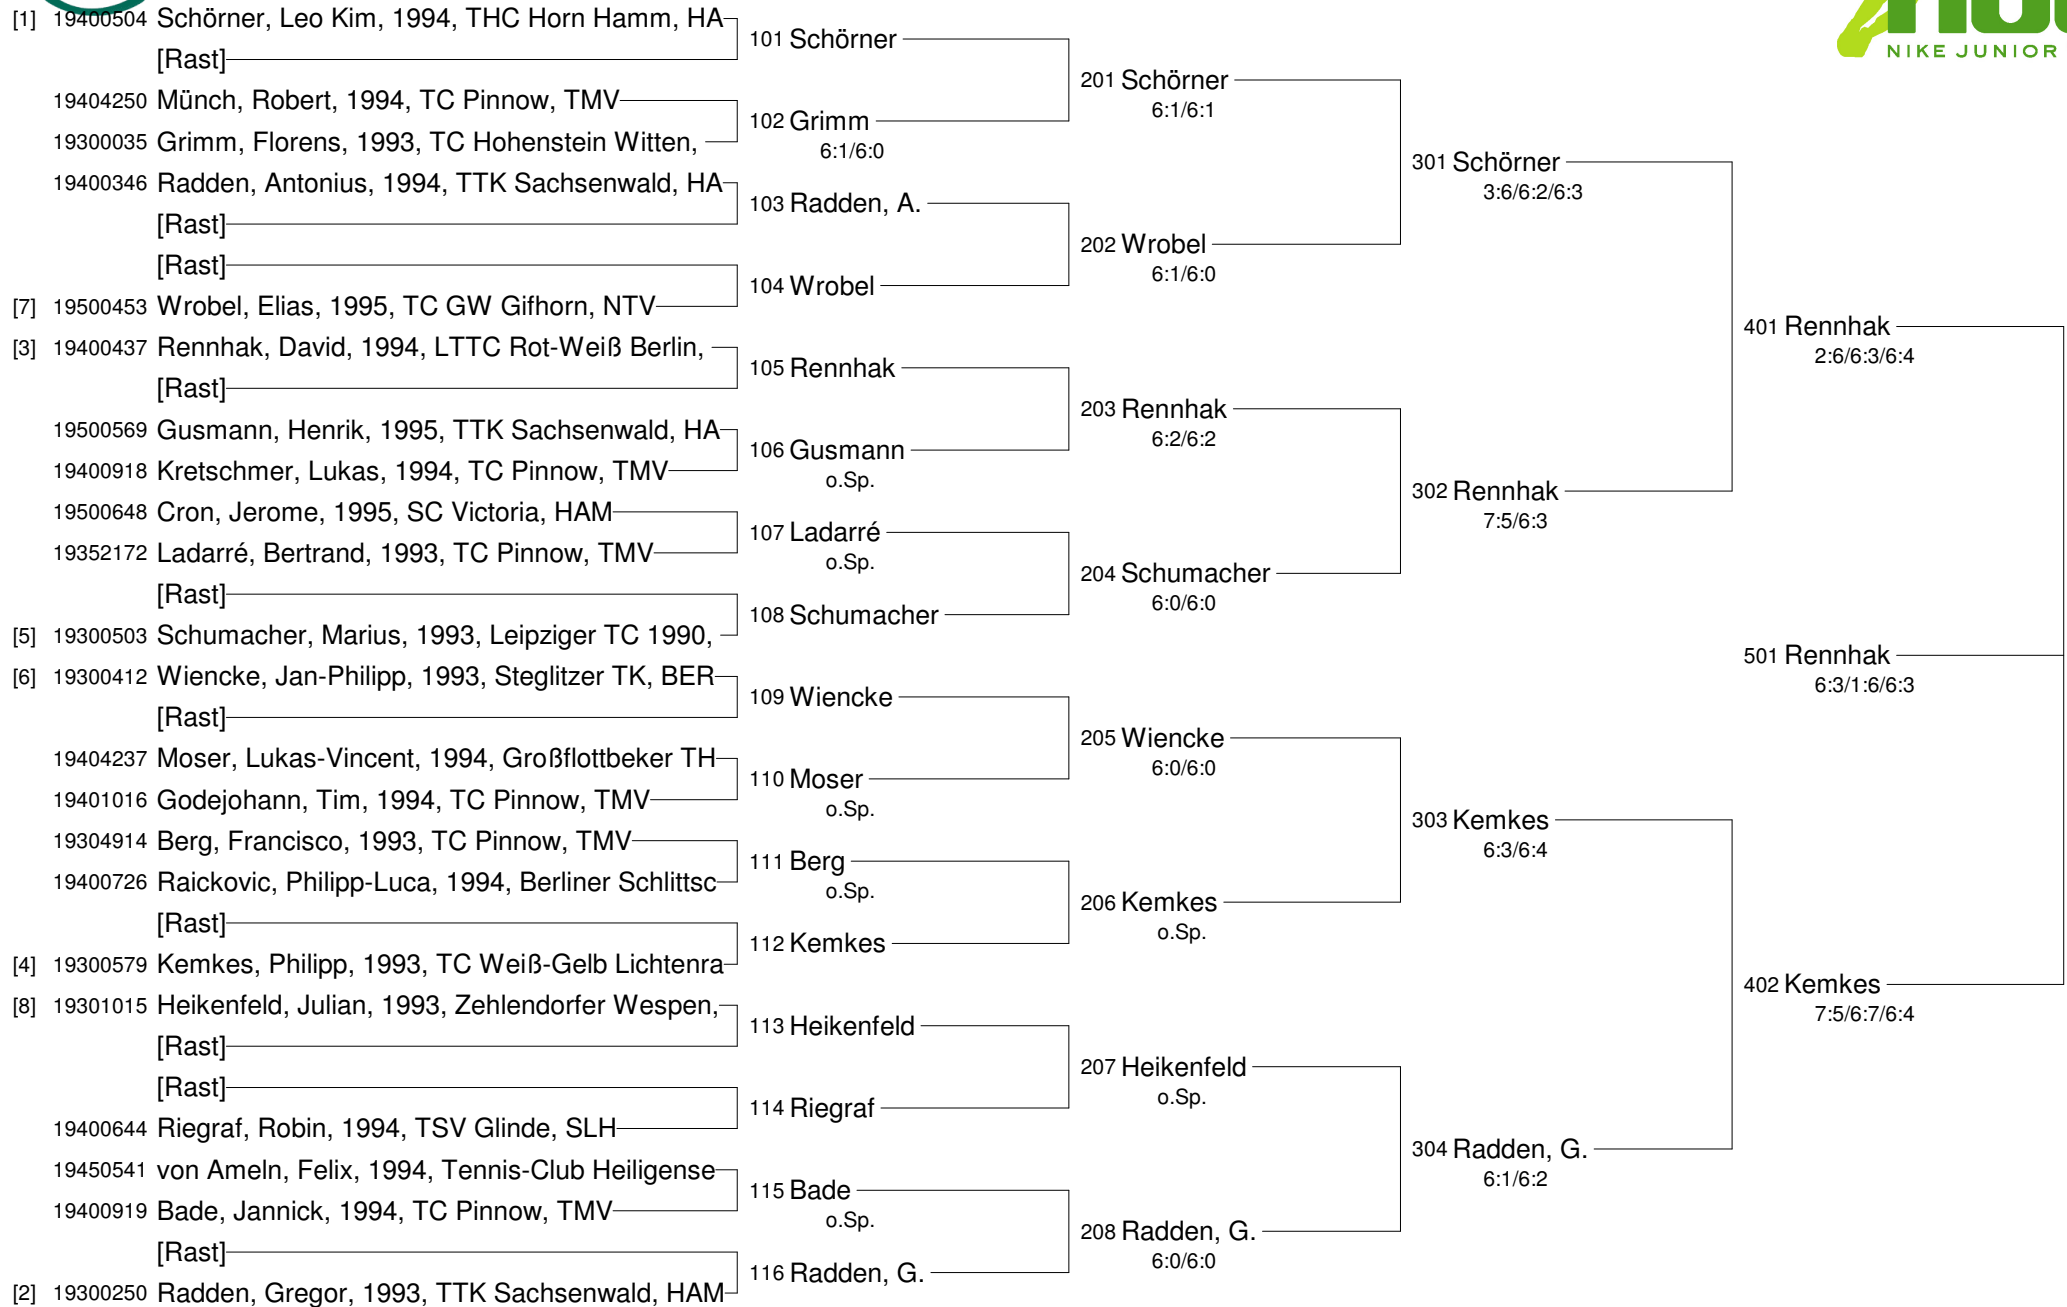 [1] 19400504 Schörner, Leo Kim, 1994, THC Horn Hamm, HA
[Rast]
19404250 Münch, Robert, 1994, TC Pinnow, TMV
19300035 Grimm, Florens, 1993, TC Hohenstein Witten,
19400346 Radden, Antonius, 1994, TTK Sachsenwald, HA
[Rast]
[Rast]
[7] 19500453 Wrobel, Elias, 1995, TC GW Gifhorn, NTV
[3] 19400437 Rennhak, David, 1994, LTTC Rot-Weiß Berlin,
[Rast]
19500569 Gusmann, Henrik, 1995, TTK Sachsenwald, HA
19400918 Kretschmer, Lukas, 1994, TC Pinnow, TMV
19500648 Cron, Jerome, 1995, SC Victoria, HAM
19352172 Ladarré, Bertrand, 1993, TC Pinnow, TMV
[Rast]
[5] 19300503 Schumacher, Marius, 1993, Leipziger TC 1990,
[6] 19300412 Wiencke, Jan-Philipp, 1993, Steglitzer TK, BER
[Rast]
19404237 Moser, Lukas-Vincent, 1994, Großflottbeker TH
19401016 Godejohann, Tim, 1994, TC Pinnow, TMV
19304914 Berg, Francisco, 1993, TC Pinnow, TMV
19400726 Raickovic, Philipp-Luca, 1994, Berliner Schlittsc
[Rast]
[4] 19300579 Kemkes, Philipp, 1993, TC Weiß-Gelb Lichtenra
[8] 19301015 Heikenfeld, Julian, 1993, Zehlendorfer Wespen,
[Rast]
[Rast]
19400644 Riegraf, Robin, 1994, TSV Glinde, SLH
19450541 von Ameln, Felix, 1994, Tennis-Club Heiligense
19400919 Bade, Jannick, 1994, TC Pinnow, TMV
[Rast]
[2] 19300250 Radden, Gregor, 1993, TTK Sachsenwald, HAM
101 Schörner
102 Grimm
6:1/6:0
103 Radden, A.
104 Wrobel
105 Rennhak
106 Gusmann
o.Sp.
107 Ladarré
o.Sp.
108 Schumacher
109 Wiencke
110 Moser
o.Sp.
111 Berg
o.Sp.
112 Kemkes
113 Heikenfeld
114 Riegraf
115 Bade
o.Sp.
116 Radden, G.
201 Schörner
6:1/6:1
202 Wrobel
6:1/6:0
203 Rennhak
6:2/6:2
204 Schumacher
6:0/6:0
205 Wiencke
6:0/6:0
206 Kemkes
o.Sp.
207 Heikenfeld
o.Sp.
208 Radden, G.
6:0/6:0
301 Schörner
3:6/6:2/6:3
302 Rennhak
7:5/6:3
303 Kemkes
6:3/6:4
304 Radden, G.
6:1/6:2
401 Rennhak
2:6/6:3/6:4
501 Rennhak
6:3/1:6/6:3
402 Kemkes
7:5/6:7/6:4
NIKE JUNIOR